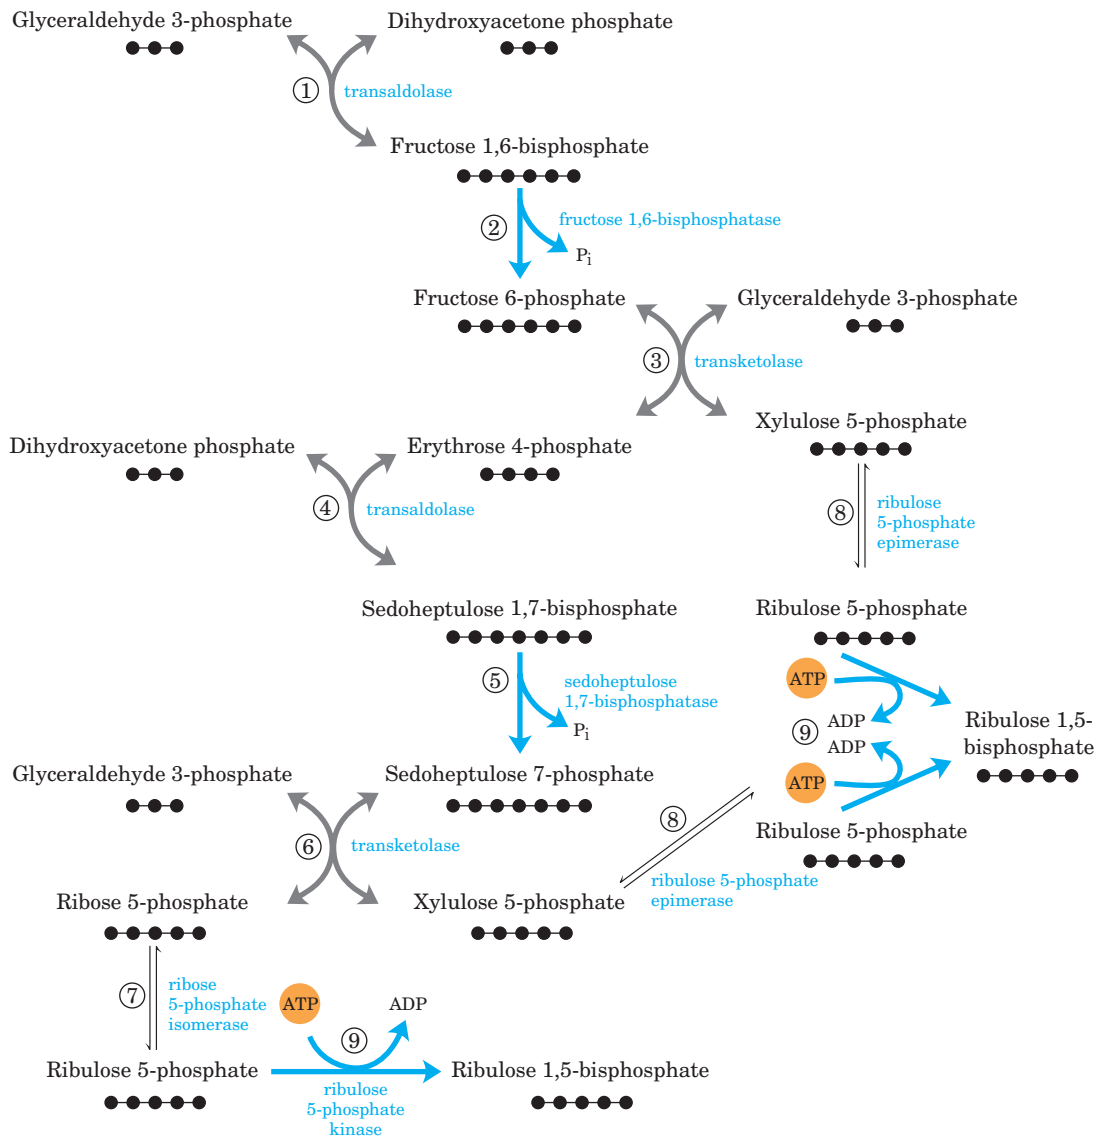 Glyceraldehyde 3-phosphate
Dihydroxyacetone phosphate
1
transaldolase
Fructose 1,6-bisphosphate
2
fructose 1,6-bisphosphatase
Pi
Fructose 6-phosphate
Glyceraldehyde 3-phosphate
3
transketolase
Dihydroxyacetone phosphate
Erythrose 4-phosphate
Xylulose 5-phosphate
4
transaldolase
8
ribulose
5-phosphate
epimerase
Sedoheptulose 1,7-bisphosphate
Ribulose 5-phosphate
5
sedoheptulose
1,7-bisphosphatase
Pi
ATP
ADP
9
ADP
ATP
Ribulose 1,5-
bisphosphate
Glyceraldehyde 3-phosphate
Sedoheptulose 7-phosphate
6
transketolase
8
Ribulose 5-phosphate
ribulose 5-phosphate
epimerase
Ribose 5-phosphate
Xylulose 5-phosphate
7
ribose
5-phosphate
isomerase
ATP
ADP
9
Ribulose 5-phosphate
Ribulose 1,5-bisphosphate
ribulose
5-phosphate
kinase